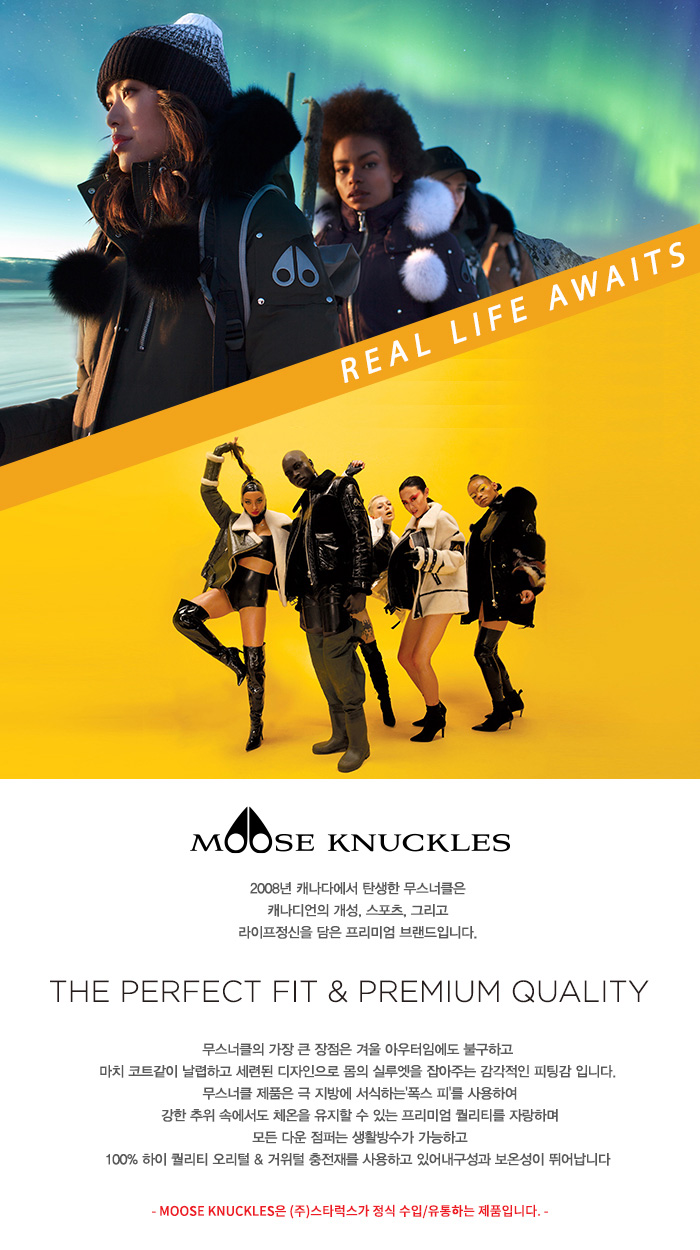 REAL LIFE AWAITS
MOOSE KNUCKLES
2008년 캐나다에서 탄생한 무스너클은
캐나디언의 개성, 스포츠, 그리고
라이프정신을 담은 프리미엄 브랜드입니다.
THE PERFECT FIT & PREMIUM QUALITY
무스너클의 가장 큰 장점은 겨울 아우터임에도 불구하고
마치 코트같이 날렵하고 세련된 디자인으로 몸의 실루엣을 잡아주는 감각적인 피팅감 입니다.
무스너클 제품은 극 지방에 서식하는'폭스 퍼'를 사용하여
강한 추위 속에서도 체온을 유지할 수 있는 프리미엄 퀄리티를 자랑하며
모든 다운 점퍼는 생활방수가 가능하고
100% 하이 퀄리티 오리털 & 거위털 충전재를 사용하고 있어내구성과 보온성이 뛰어납니다
- MOOSE KNUCKLES은 (주)스타럭스가 정식 수입/유통하는 제품입니다. -